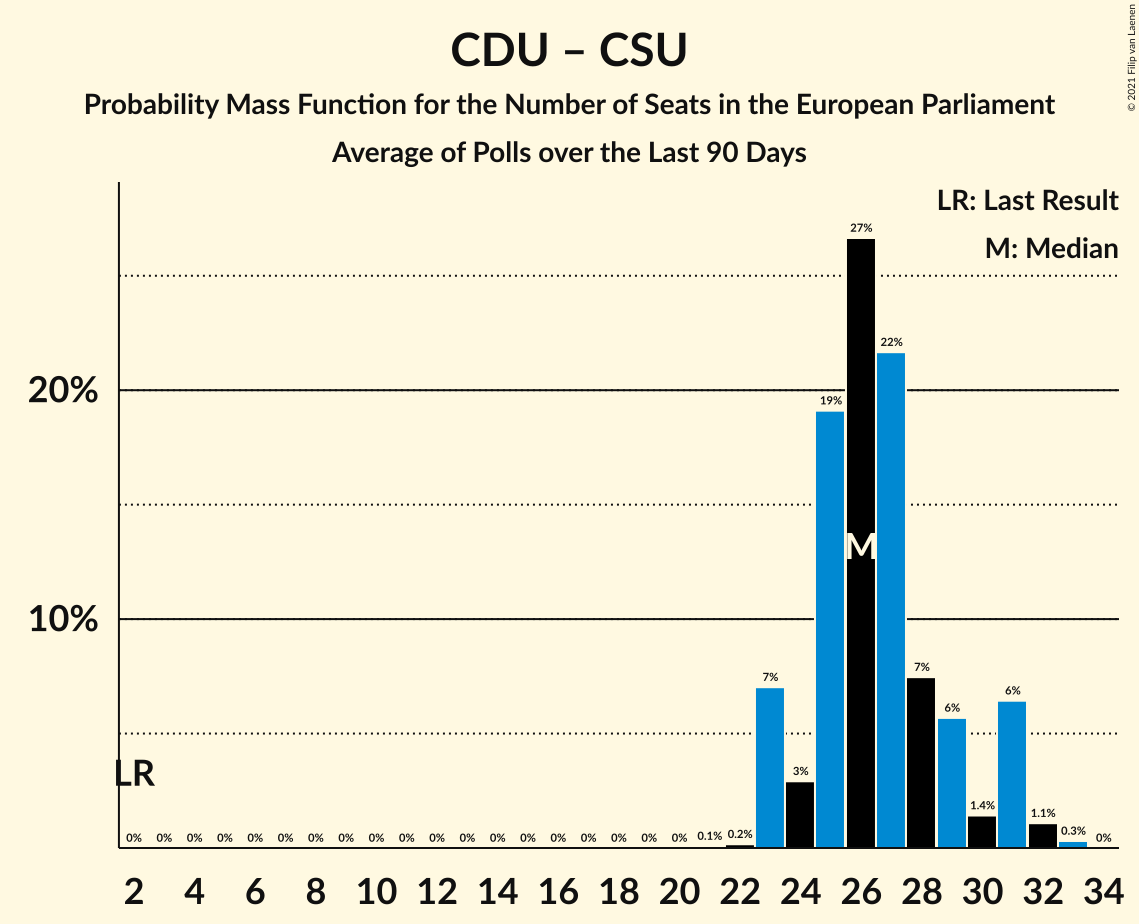 CDU – CSU
Probability Mass Function for the Number of Seats in the European Parliament
Average of Polls over the Last 90 Days
© 2021 Filip van Laenen
LR: Last Result
M: Median
20%
10%
LR
M
0% 0% 0% 0% 0% 0% 0% 0% 0% 0% 0% 0% 0% 0% 0% 0% 0% 0% 0% 0.1% 0.2% 7% 3% 19% 27% 22% 7% 6% 1.4% 6% 1.1% 0.3% 0%
2 4 6 8 10 12 14 16 18 20 22 24 26 28 30 32 34